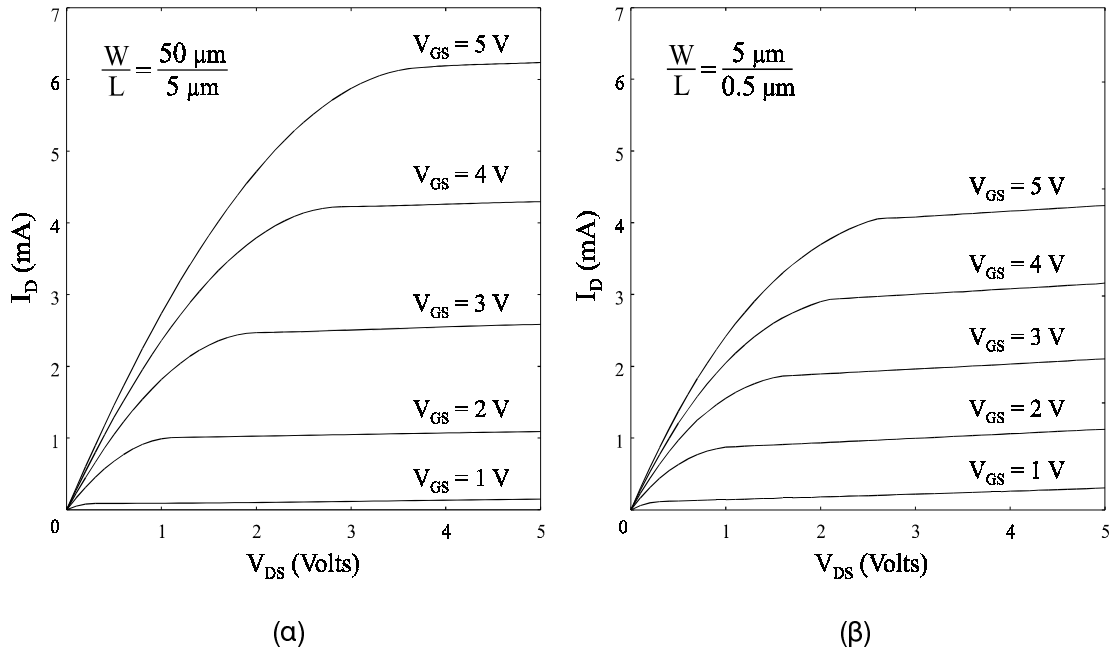 W/L = 50 µm/5 µm
V_GS = 5 V
V_GS = 4 V
V_GS = 3 V
V_GS = 2 V
V_GS = 1 V
I_D (mA)
7
6
5
4
3
2
1
0
1 2 3 4 5
V_DS (Volts)
(α)
W/L = 5 µm/0.5 µm
V_GS = 5 V
V_GS = 4 V
V_GS = 3 V
V_GS = 2 V
V_GS = 1 V
I_D (mA)
7
6
5
4
3
2
1
0
1 2 3 4 5
V_DS (Volts)
(β)